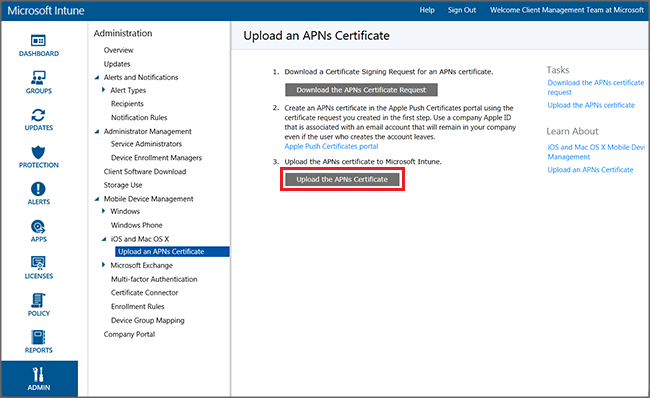 Microsoft Intune
Help
Sign Out
Welcome Client Management Team at Microsoft
DASHBOARD
GROUPS
UPDATES
PROTECTION
ALERTS
APPS
LICENSES
POLICY
REPORTS
ADMIN
Administration
Overview
Updates
Alerts and Notifications
Alert Types
Recipients
Notification Rules
Administrator Management
Service Administrators
Device Enrollment Managers
Client Software Download
Storage Use
Mobile Device Management
Windows
Windows Phone
iOS and Mac OS X
Upload an APNs Certificate
Microsoft Exchange
Multi-factor Authentication
Certificate Connector
Enrollment Rules
Device Group Mapping
Company Portal
Upload an APNs Certificate
1. Download a Certificate Signing Request for an APNs certificate.
Download the APNs Certificate Request
2. Create an APNs certificate in the Apple Push Certificates portal using the
certificate request you created in the first step. Use a company Apple ID
that is associated with an email account that will remain in your company
even if the user who creates the account leaves.
Apple Push Certificates portal
3. Upload the APNs certificate to Microsoft Intune.
Upload the APNs Certificate
Tasks
Download the APNs certificate
request
Upload the APNs certificate
Learn About
iOS and Mac OS X Mobile Devi
Management
Upload an APNs Certificate